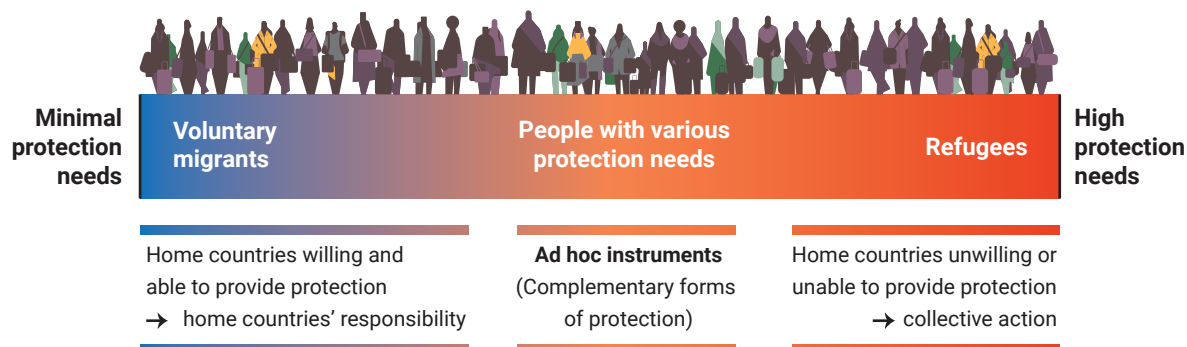 Minimal
protection
needs
Voluntary
migrants
People with various
protection needs
Refugees
High
protection
needs
Home countries willing and
able to provide protection
→ home countries’ responsibility
Ad hoc instruments
(Complementary forms
of protection)
Home countries unwilling or
unable to provide protection
→ collective action